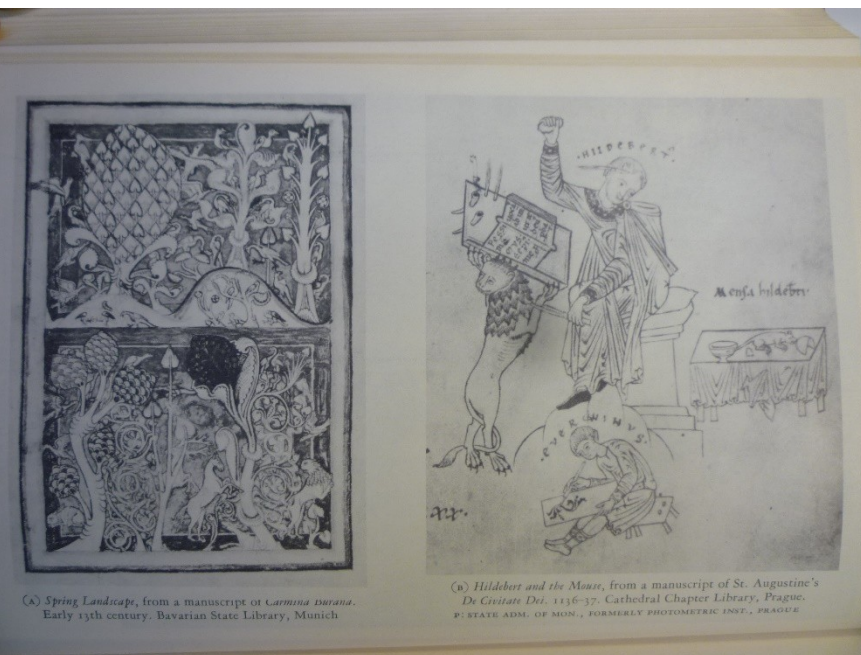 (A) Spring Landscape, from a manuscript of Carmina Burana.
Early 13th century. Bavarian State Library, Munich
·HILDEBERT·
Mensa hildebti·
·EVERWINVS·
(B) Hildebert and the Mouse, from a manuscript of St. Augustine's
De Civitate Dei. 1136-37. Cathedral Chapter Library, Prague.
P: STATE ADM. OF MON., FORMERLY PHOTOMETRIC INST., PRAGUE